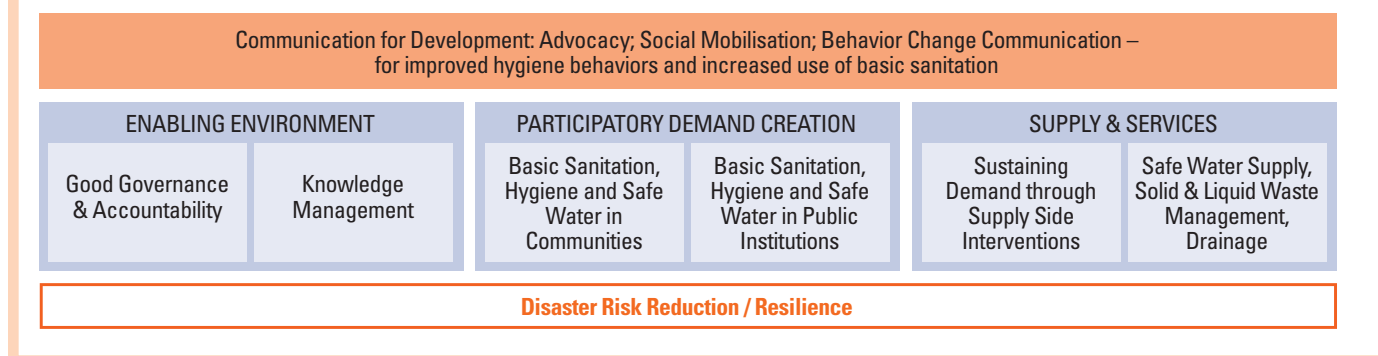 Communication for Development: Advocacy; Social Mobilisation; Behavior Change Communication –
for improved hygiene behaviors and increased use of basic sanitation
ENABLING ENVIRONMENT
Good Governance
& Accountability
Knowledge
Management
PARTICIPATORY DEMAND CREATION
Basic Sanitation,
Hygiene and Safe
Water in
Communities
Basic Sanitation,
Hygiene and Safe
Water in Public
Institutions
SUPPLY & SERVICES
Sustaining
Demand through
Supply Side
Interventions
Safe Water Supply,
Solid & Liquid Waste
Management,
Drainage
Disaster Risk Reduction / Resilience